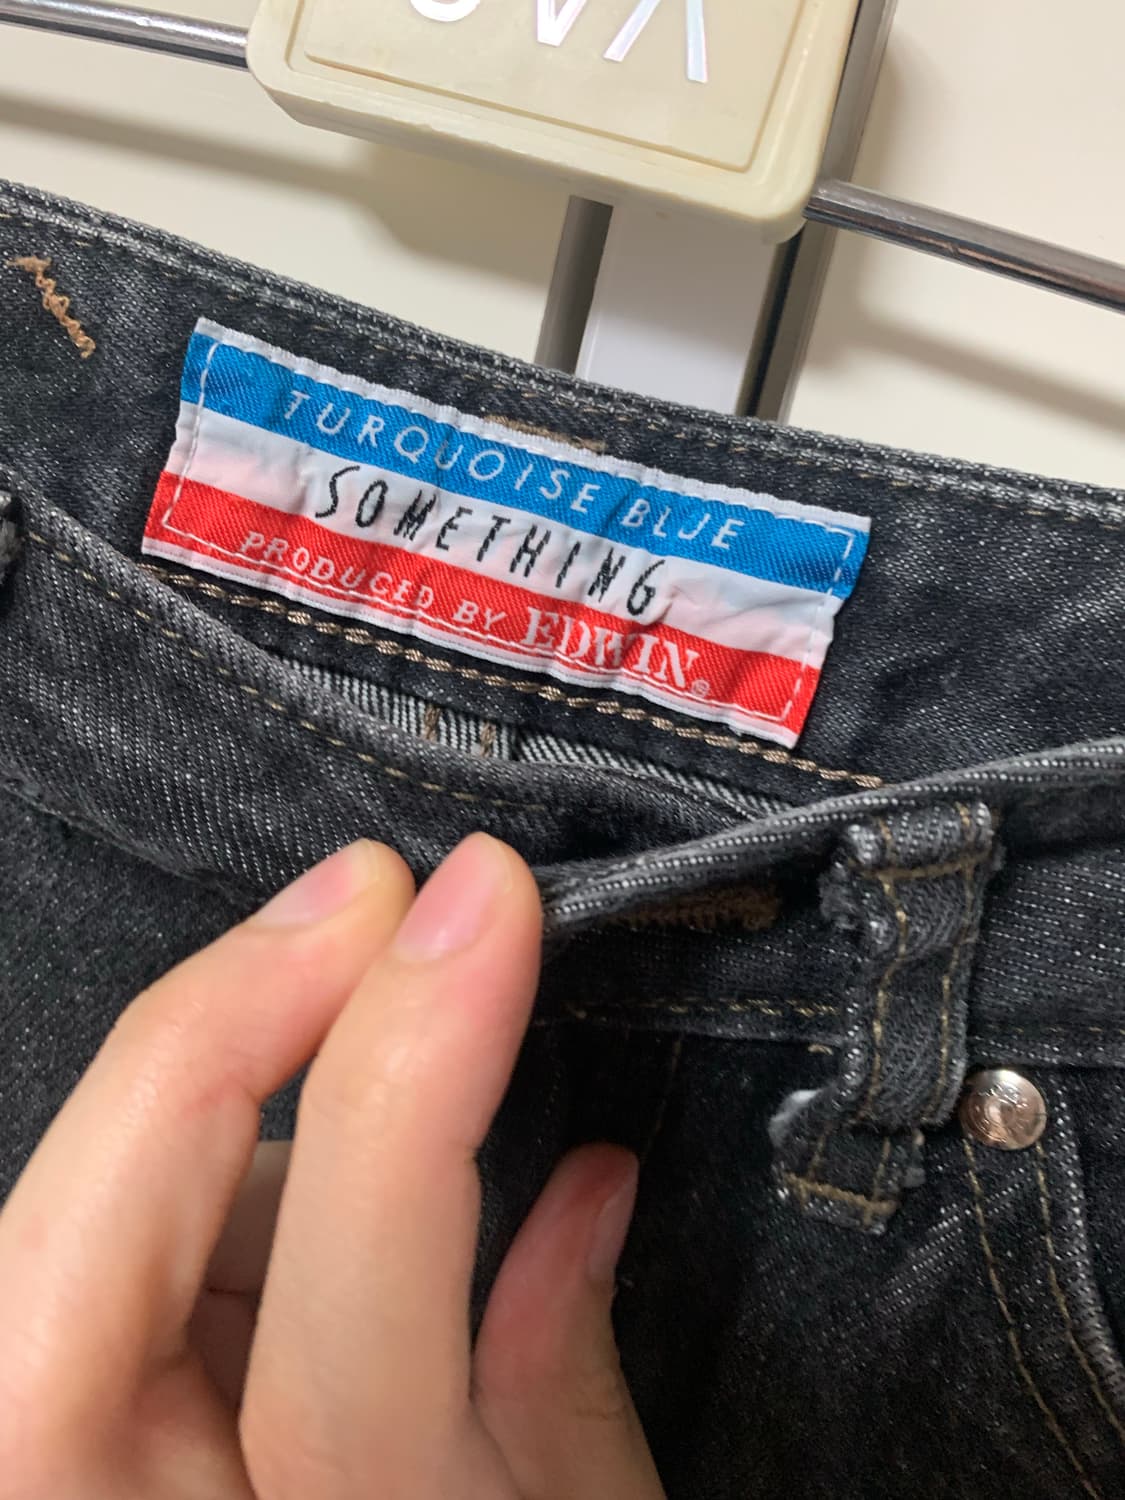 TURQUOISE BLUE
SOMETHING
PRODUCED BY EDWIN®